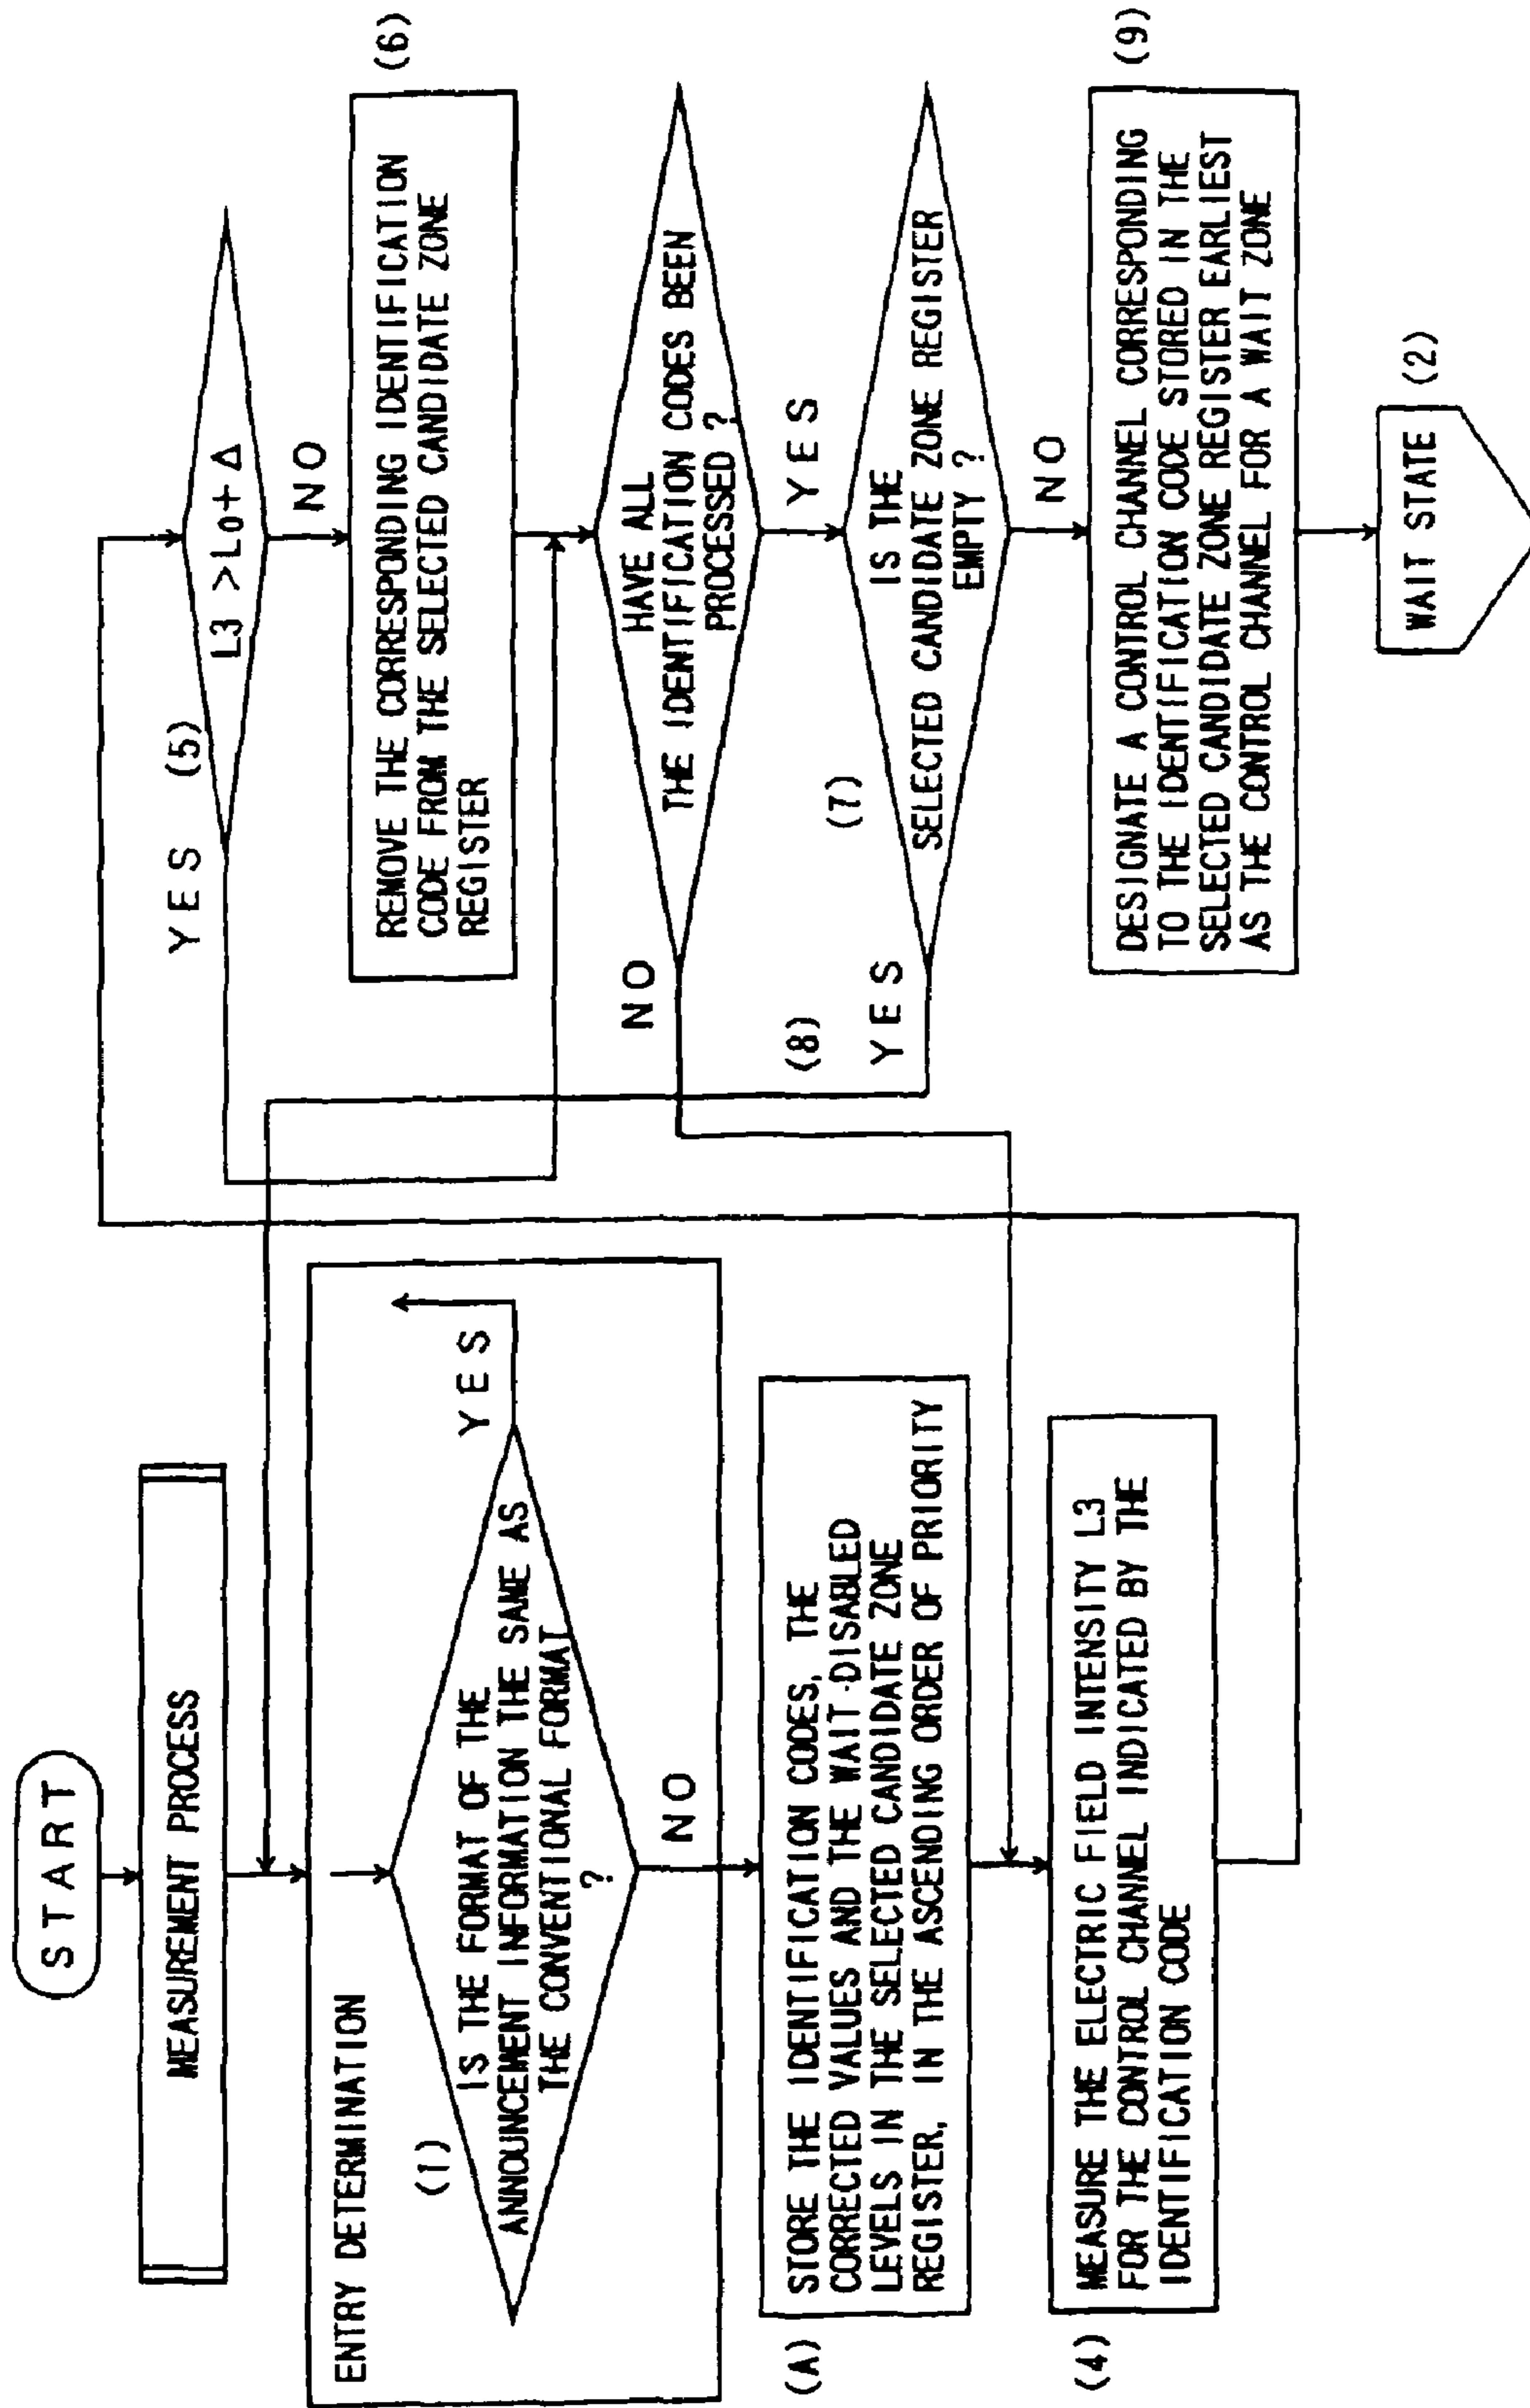 START
MEASUREMENT PROCESS
ENTRY DETERMINATION
(1)
IS THE FORMAT OF THE
ANNOUNCEMENT INFORMATION THE SAME AS
THE CONVENTIONAL FORMAT
?
YES
NO
(A)
STORE THE IDENTIFICATION CODES, THE
CORRECTED VALUES AND THE WAIT-DISABLED
LEVELS IN THE SELECTED CANDIDATE ZONE
REGISTER, IN THE ASCENDING ORDER OF PRIORITY
(4)
MEASURE THE ELECTRIC FIELD INTENSITY L3
FOR THE CONTROL CHANNEL INDICATED BY THE
IDENTIFICATION CODE
YES (5)
L3 >Lo+ Δ
NO
(6)
REMOVE THE CORRESPONDING IDENTIFICATION
CODE FROM THE SELECTED CANDIDATE ZONE
REGISTER
HAVE ALL
THE IDENTIFICATION CODES BEEN
PROCESSED ?
NO
YES
(7)
(8)
IS THE
SELECTED CANDIDATE ZONE REGISTER
EMPTY ?
YES
NO
(9)
DESIGNATE A CONTROL CHANNEL CORRESPONDING
TO THE IDENTIFICATION CODE STORED IN THE
SELECTED CANDIDATE ZONE REGISTER EARLIEST
AS THE CONTROL CHANNEL FOR A WAIT ZONE
WAIT STATE (2)